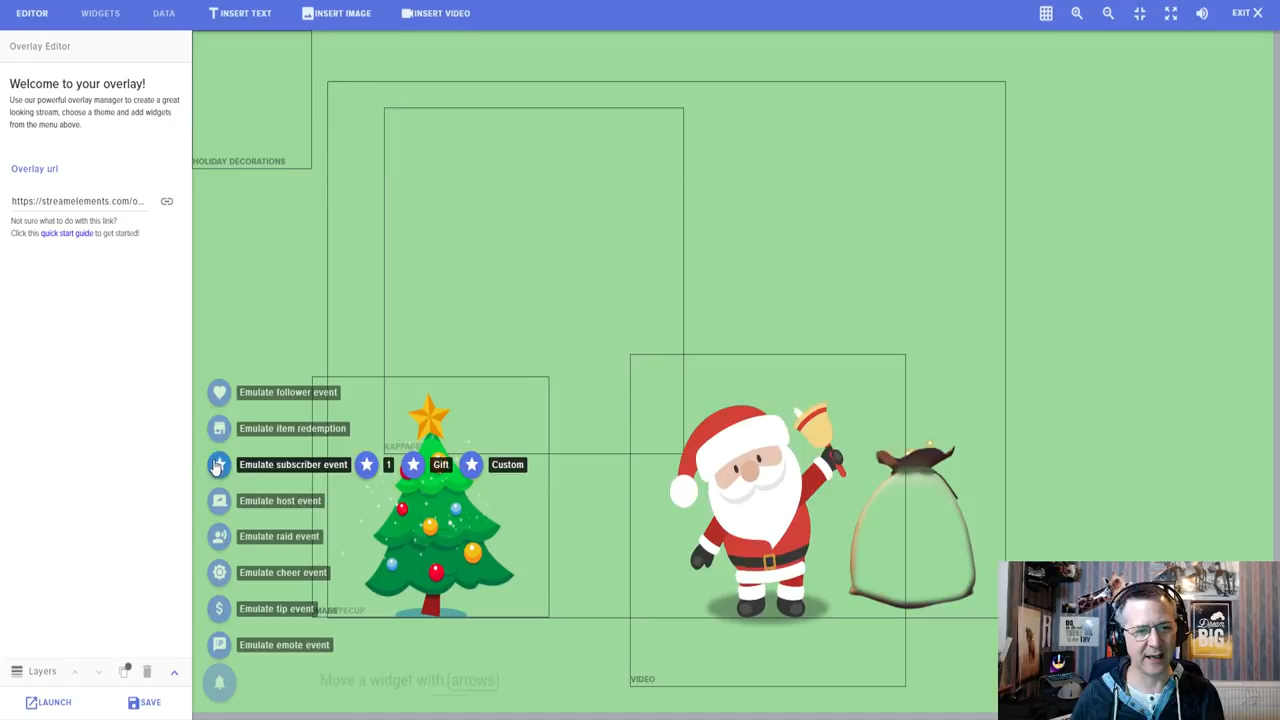 EDITOR WIDGETS DATA INSERT TEXT INSERT IMAGE INSERT VIDEO EXIT
Overlay Editor
Welcome to your overlay!
Use our powerful overlay manager to create a great
looking stream, choose a theme and add widgets
from the menu above.
Overlay url
https://streamelements.com/o...
Not sure what to do with this link?
Click this quick start guide to get started!
HOLIDAY DECORATIONS
Emulate follower event
Emulate item redemption
KAPPAGE
Emulate subscriber event 1 Gift Custom
Emulate host event
Emulate raid event
Emulate cheer event
Emulate tip event
Emulate emote event
Move a widget with (arrows)
VIDEO
Layers
LAUNCH SAVE
DREAM
BIG